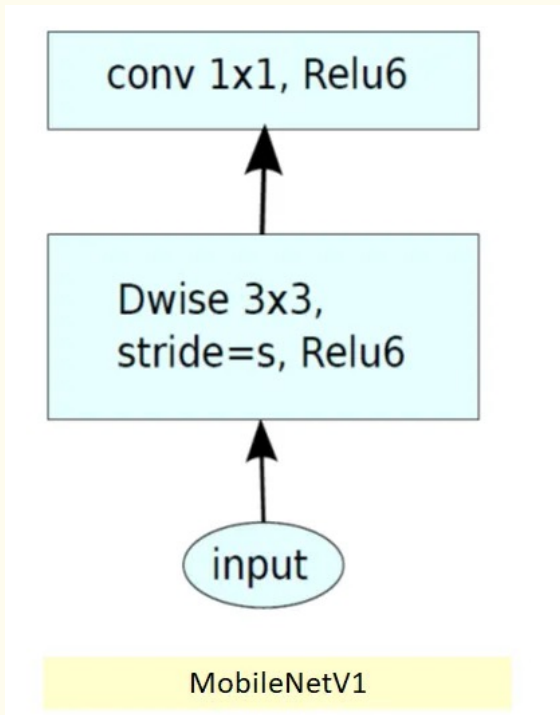 conv 1x1, Relu6
Dwise 3x3,
stride=s, Relu6
input
MobileNetV1